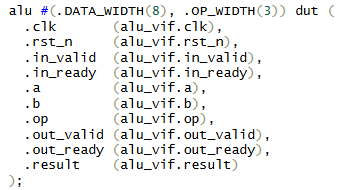 alu #(.DATA_WIDTH(8), .OP_WIDTH(3)) dut (
  .clk       (alu_vif.clk),
  .rst_n     (alu_vif.rst_n),
  .in_valid  (alu_vif.in_valid),
  .in_ready  (alu_vif.in_ready),
  .a         (alu_vif.a),
  .b         (alu_vif.b),
  .op        (alu_vif.op),
  .out_valid (alu_vif.out_valid),
  .out_ready (alu_vif.out_ready),
  .result    (alu_vif.result)
);